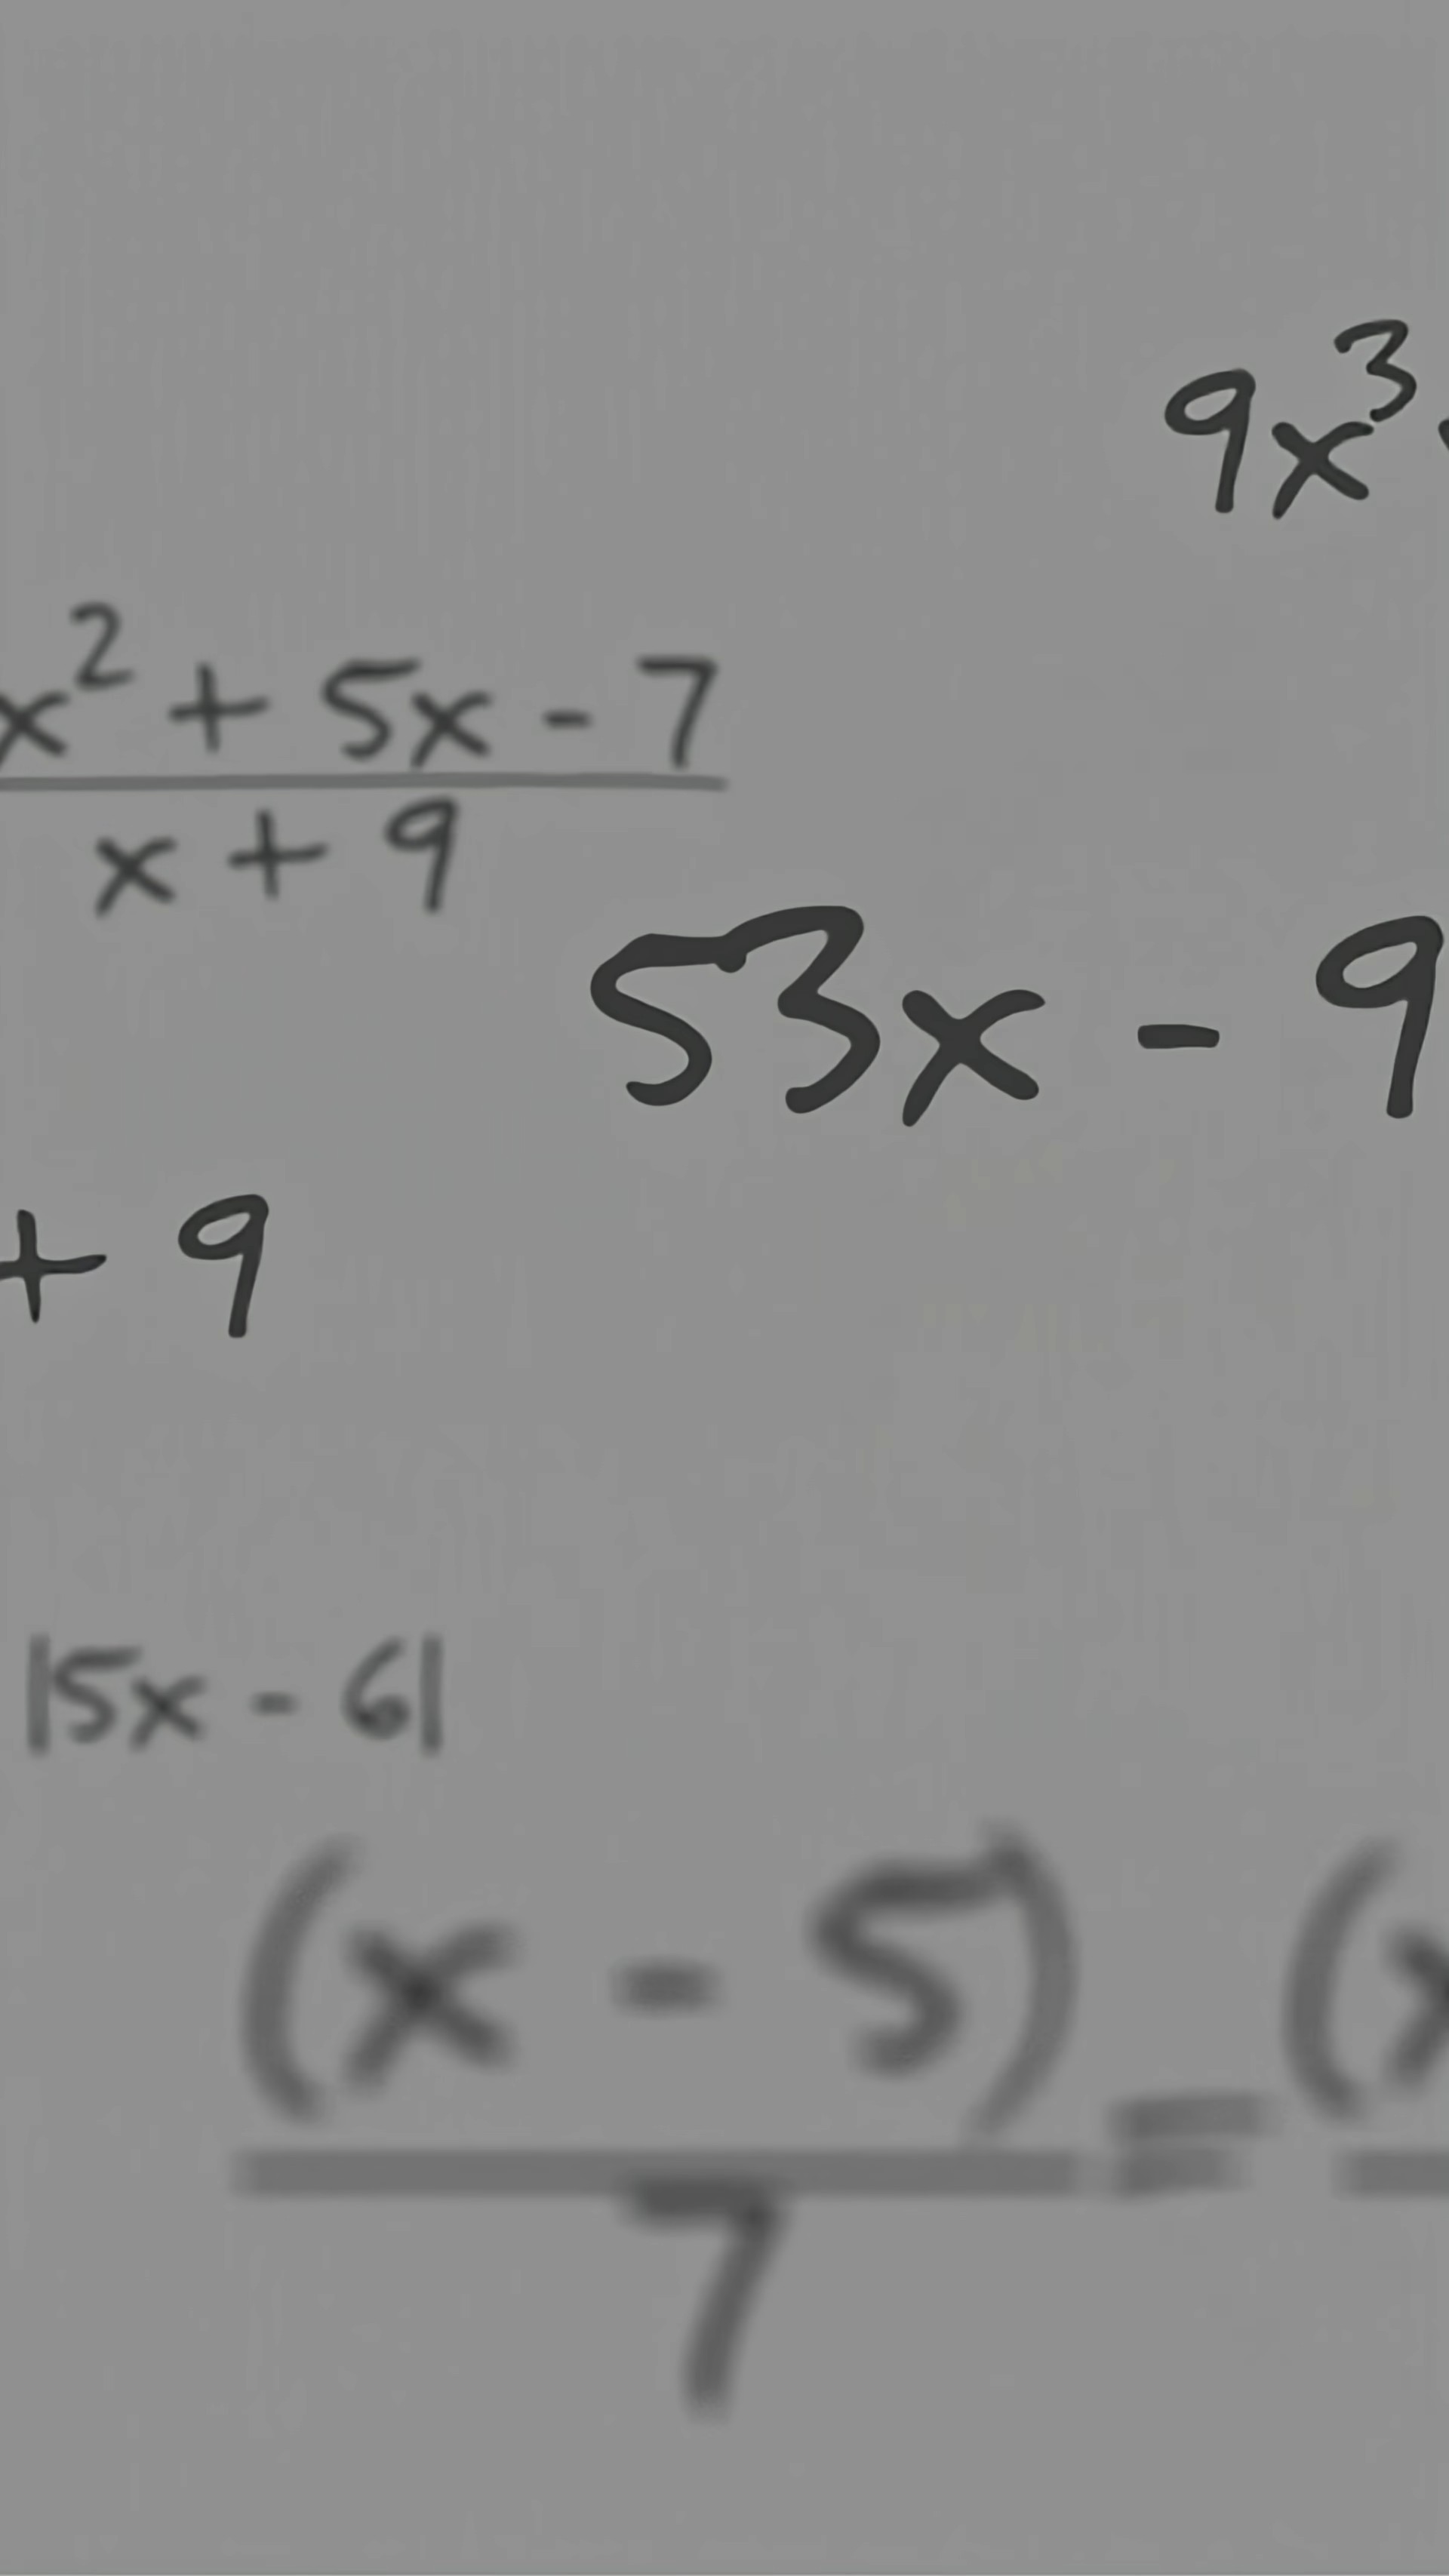 9x³
x² + 5x - 7
x + 9
53x - 9
+ 9
|5x - 6|
(x - 5) = (x
7